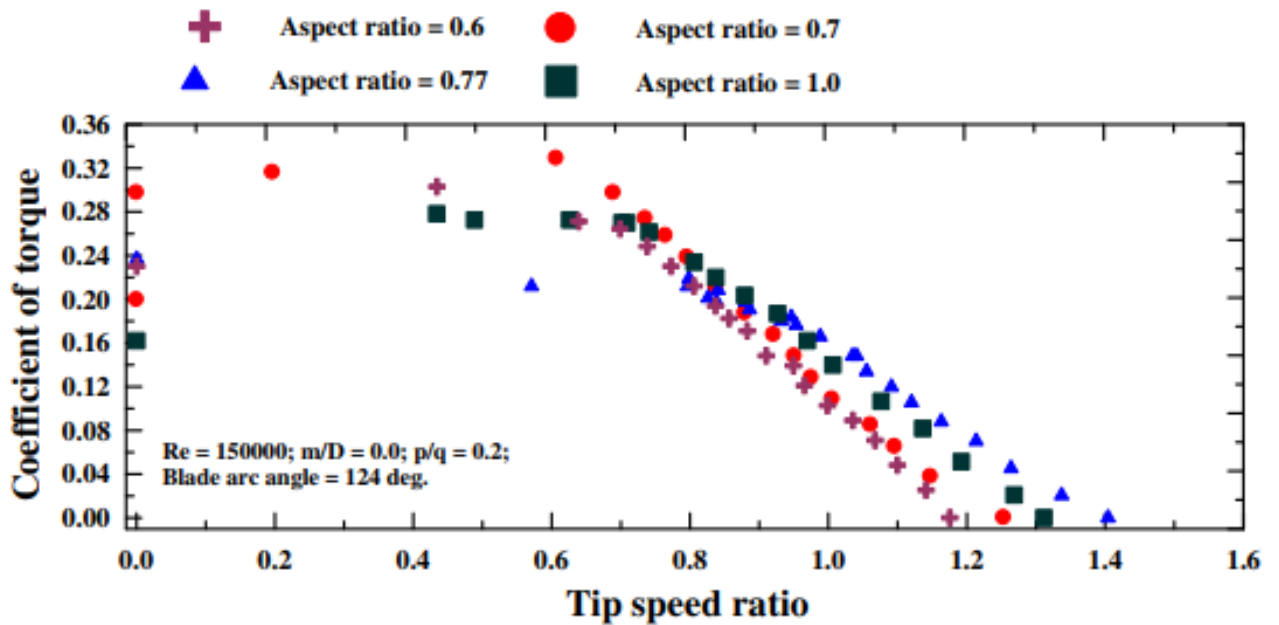 Aspect ratio = 0.6
Aspect ratio = 0.7
Aspect ratio = 0.77
Aspect ratio = 1.0
Coefficient of torque
0.36
0.32
0.28
0.24
0.20
0.16
0.12
0.08
0.04
0.00
Re = 150000; m/D = 0.0; p/q = 0.2;
Blade arc angle = 124 deg.
0.0 0.2 0.4 0.6 0.8 1.0 1.2 1.4 1.6
Tip speed ratio